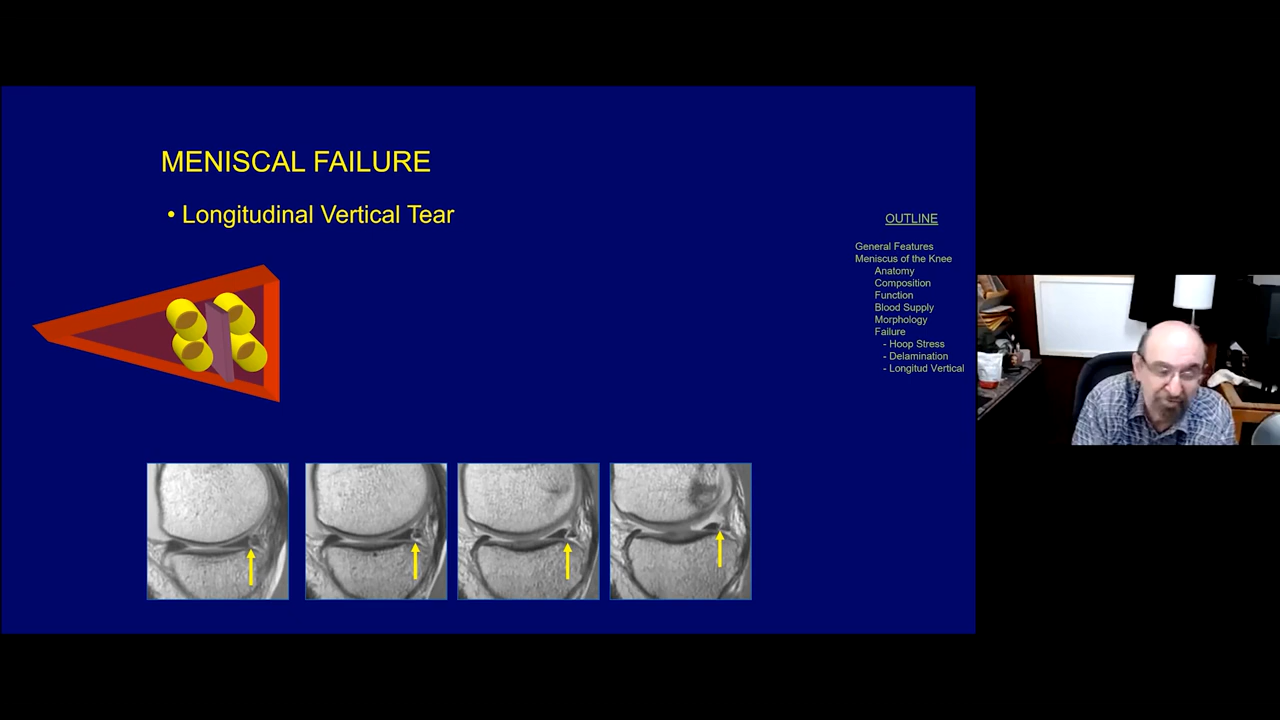 MENISCAL FAILURE
• Longitudinal Vertical Tear
OUTLINE
General Features
Meniscus of the Knee
Anatomy
Composition
Function
Blood Supply
Morphology
Failure
- Hoop Stress
- Delamination
- Longitud Vertical